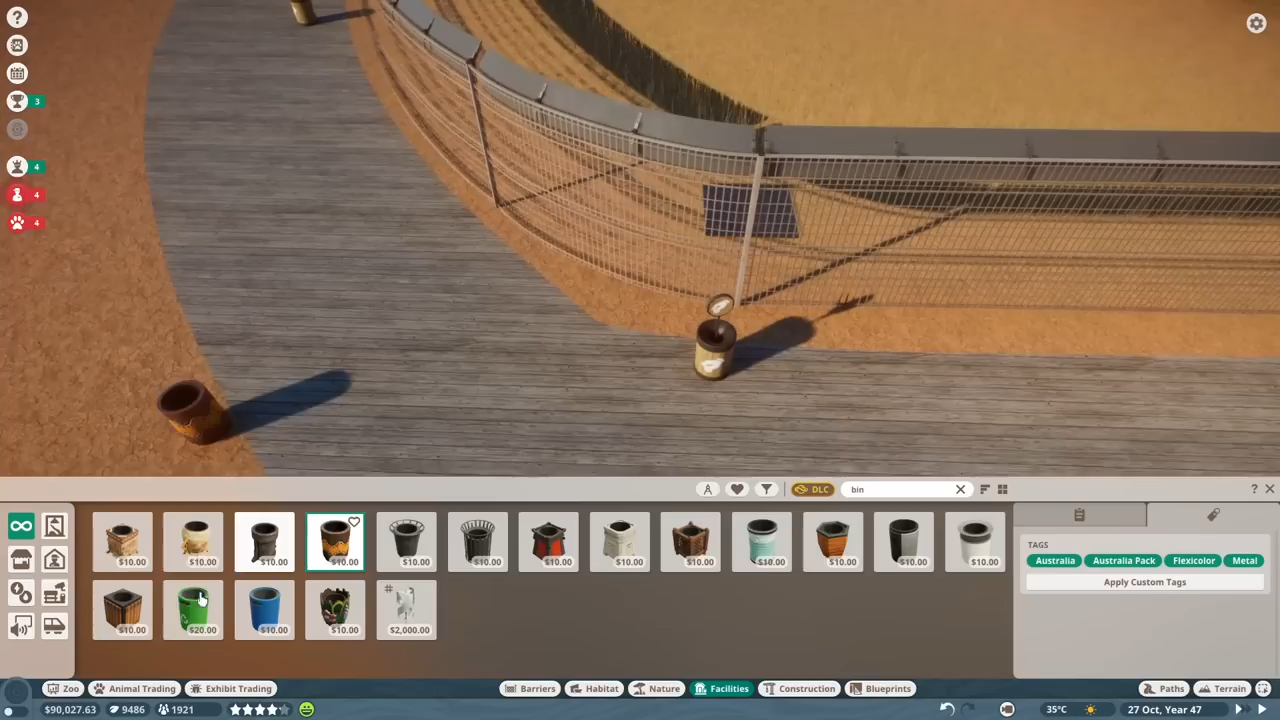 ?
3
4
4
4
DLC
bin
?
$10.00 $10.00 $10.00 $10.00 $10.00 $10.00 $10.00 $10.00 $10.00 $10.00 $10.00 $10.00 $10.00
$10.00 $20.00 $10.00 $10.00 # $2,000.00
TAGS
Australia Australia Pack Flexicolor Metal
Apply Custom Tags
Zoo Animal Trading Exhibit Trading Barriers Habitat Nature Facilities Construction Blueprints Paths Terrain
$90,027.63 9486 1921 35°C 27 Oct, Year 47